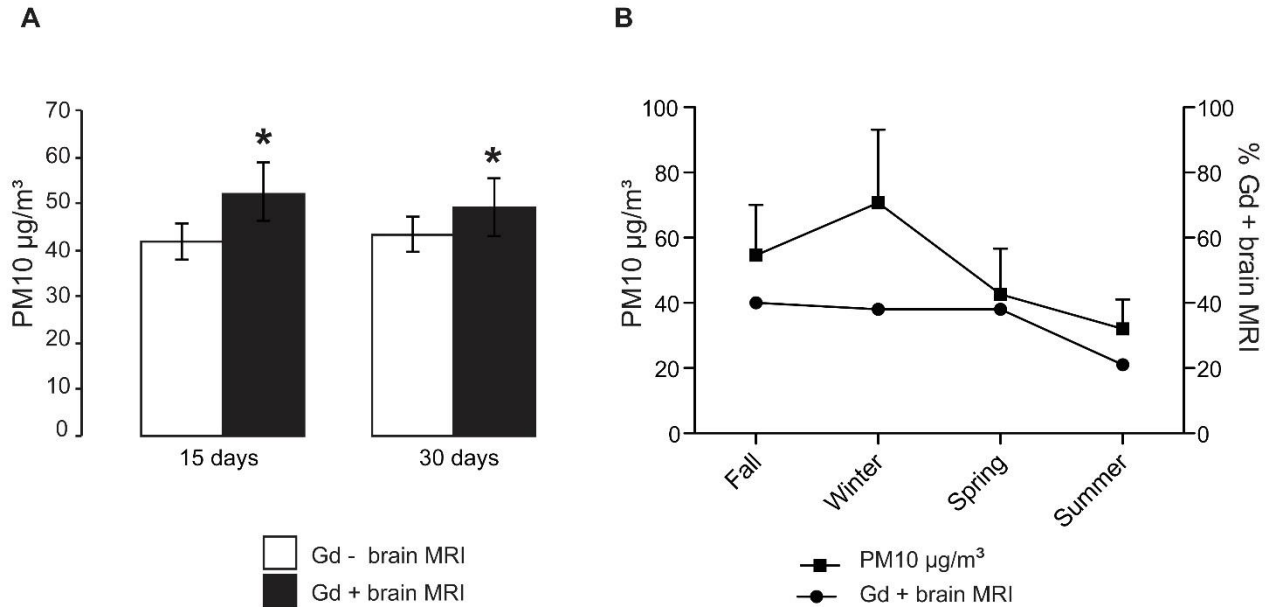 A
B
70
60
50
40
30
20
10
0
PM10 µg/m³
*
*
15 days
30 days
Gd - brain MRI
Gd + brain MRI
100
80
60
40
20
0
PM10 µg/m³
100
80
60
40
20
0
% Gd + brain MRI
Fall
Winter
Spring
Summer
PM10 µg/m³
Gd + brain MRI